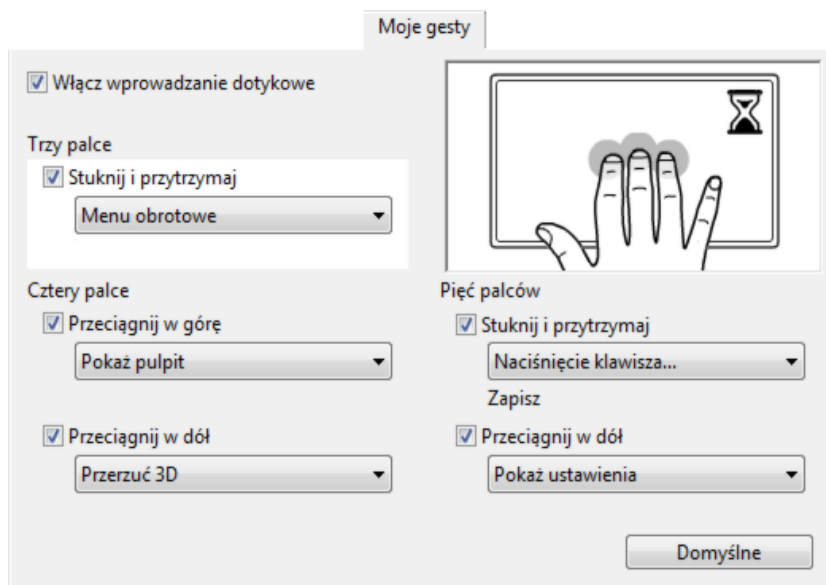 Moje gesty
Włącz wprowadzanie dotykowe
Trzy palce
Stuknij i przytrzymaj
Menu obrotowe
Cztery palce
Przeciągnij w górę
Pokaż pulpit
Przeciągnij w dół
Przerzuć 3D
Pięć palców
Stuknij i przytrzymaj
Naciśnięcie klawisza...
Zapisz
Przeciągnij w dół
Pokaż ustawienia
Domyślne